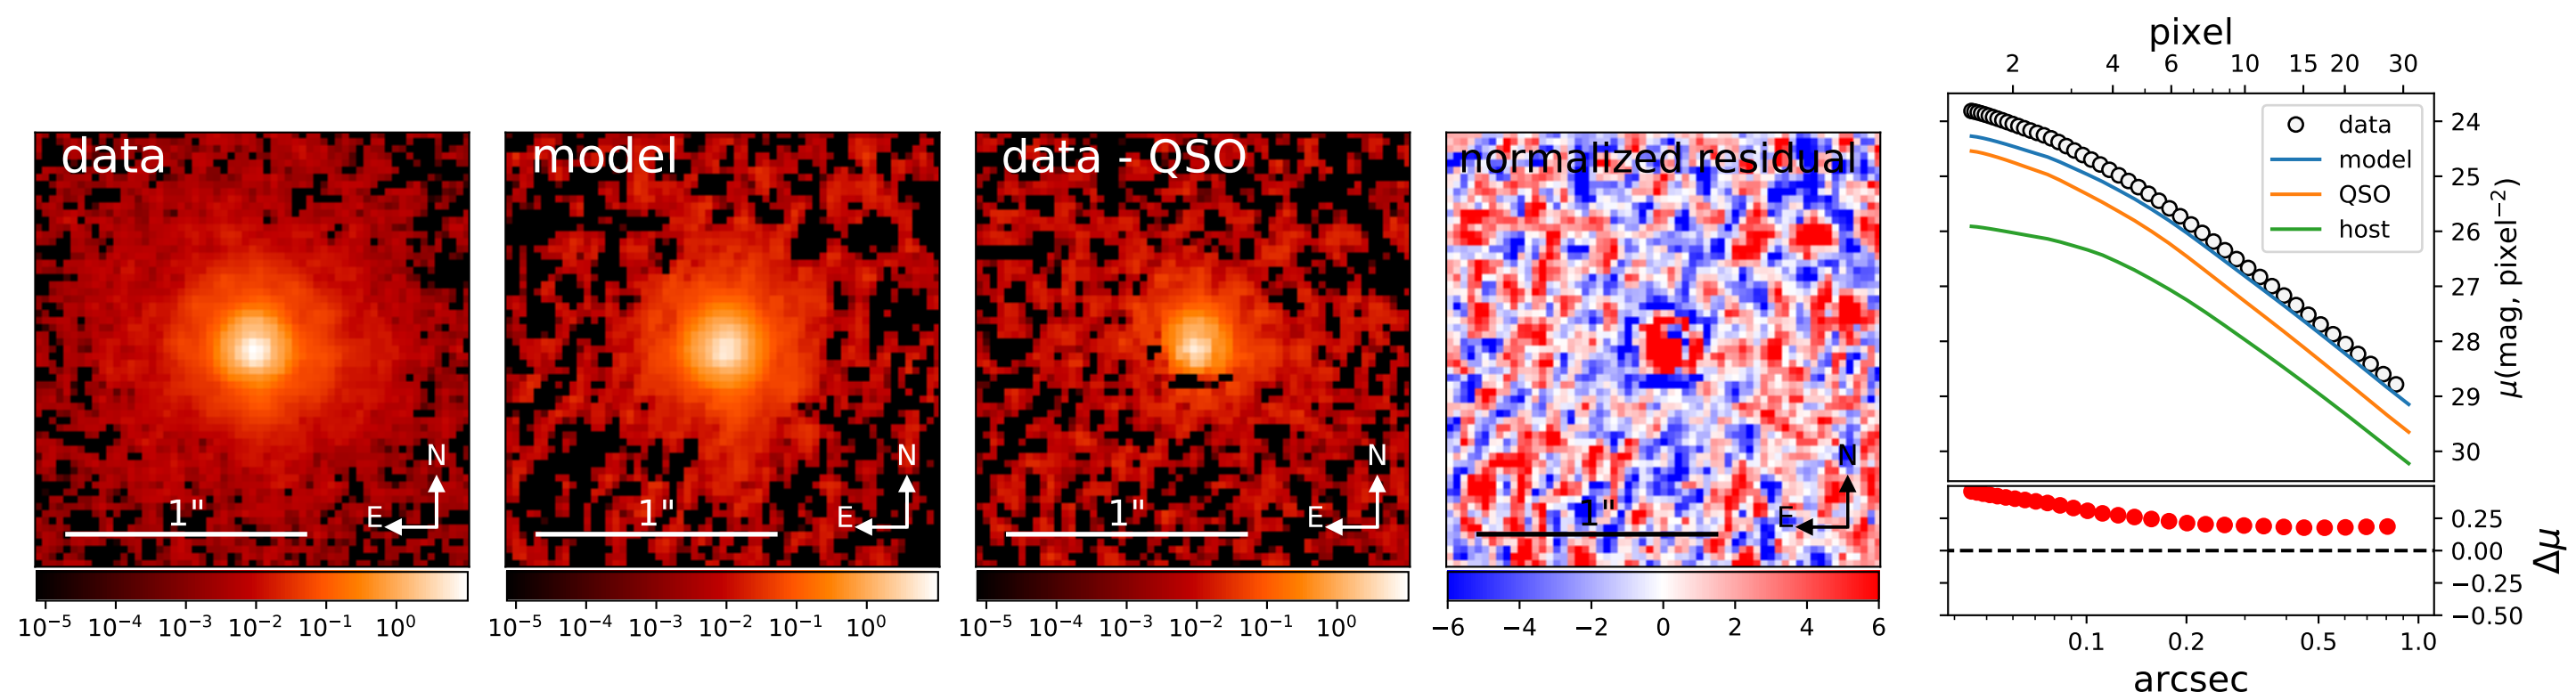 data
N
E
1"
10⁻⁵ 10⁻⁴ 10⁻³ 10⁻² 10⁻¹ 10⁰
model
N
E
1"
10⁻⁵ 10⁻⁴ 10⁻³ 10⁻² 10⁻¹ 10⁰
data - QSO
N
E
1"
10⁻⁵ 10⁻⁴ 10⁻³ 10⁻² 10⁻¹ 10⁰
normalized residual
N
E
1"
−6 −4 −2 0 2 4 6
pixel
2 4 6 10 15 20 30
data
model
QSO
host
24
25
26
27
28
29
30
μ(mag, pixel⁻²)
0.25
0.00
−0.25
−0.50
Δμ
0.1 0.2 0.5 1.0
arcsec